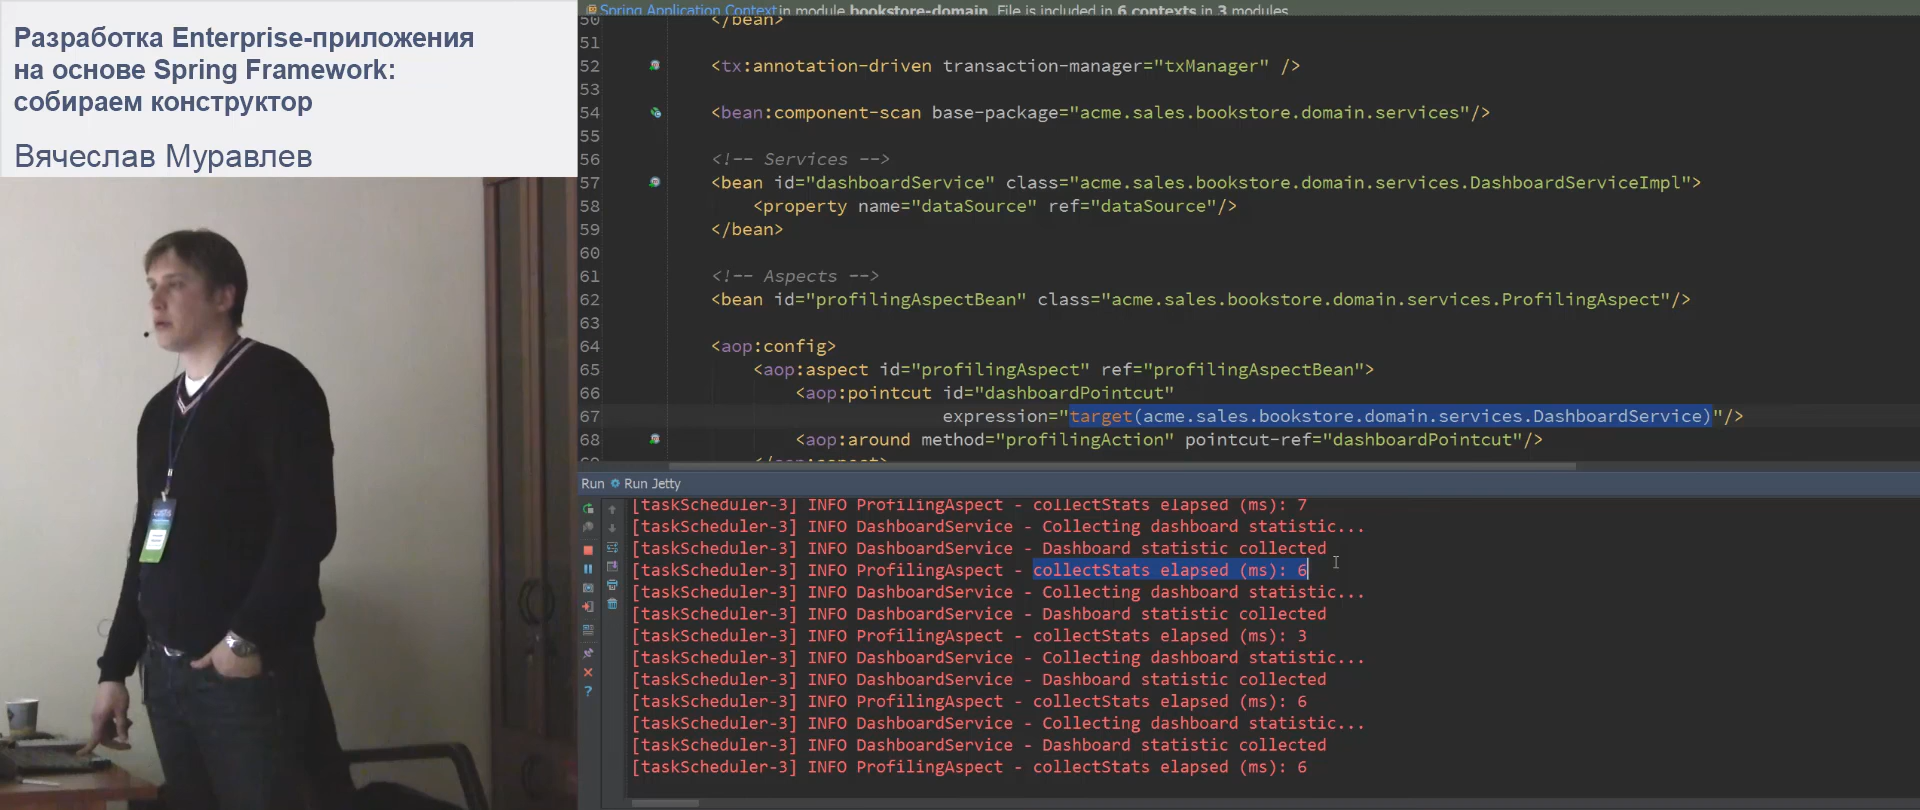 Разработка Enterprise-приложения
на основе Spring Framework:
собираем конструктор
Вячеслав Муравлев
Spring Application Context in module bookstore-domain. File is included in 6 contexts in 3 modules.
50 </bean>
51
52 <tx:annotation-driven transaction-manager="txManager" />
53
54 <bean:component-scan base-package="acme.sales.bookstore.domain.services"/>
55
56 <!-- Services -->
57 <bean id="dashboardService" class="acme.sales.bookstore.domain.services.DashboardServiceImpl">
58 <property name="dataSource" ref="dataSource"/>
59 </bean>
60
61 <!-- Aspects -->
62 <bean id="profilingAspectBean" class="acme.sales.bookstore.domain.services.ProfilingAspect"/>
63
64 <aop:config>
65 <aop:aspect id="profilingAspect" ref="profilingAspectBean">
66 <aop:pointcut id="dashboardPointcut"
67 expression="target(acme.sales.bookstore.domain.services.DashboardService)"/>
68 <aop:around method="profilingAction" pointcut-ref="dashboardPointcut"/>
69 </aop:aspect>
Run Run Jetty
[taskScheduler-3] INFO ProfilingAspect - collectStats elapsed (ms): 7
[taskScheduler-3] INFO DashboardService - Collecting dashboard statistic...
[taskScheduler-3] INFO DashboardService - Dashboard statistic collected
[taskScheduler-3] INFO ProfilingAspect - collectStats elapsed (ms): 6
[taskScheduler-3] INFO DashboardService - Collecting dashboard statistic...
[taskScheduler-3] INFO DashboardService - Dashboard statistic collected
[taskScheduler-3] INFO ProfilingAspect - collectStats elapsed (ms): 3
[taskScheduler-3] INFO DashboardService - Collecting dashboard statistic...
[taskScheduler-3] INFO DashboardService - Dashboard statistic collected
[taskScheduler-3] INFO ProfilingAspect - collectStats elapsed (ms): 6
[taskScheduler-3] INFO DashboardService - Collecting dashboard statistic...
[taskScheduler-3] INFO DashboardService - Dashboard statistic collected
[taskScheduler-3] INFO ProfilingAspect - collectStats elapsed (ms): 6